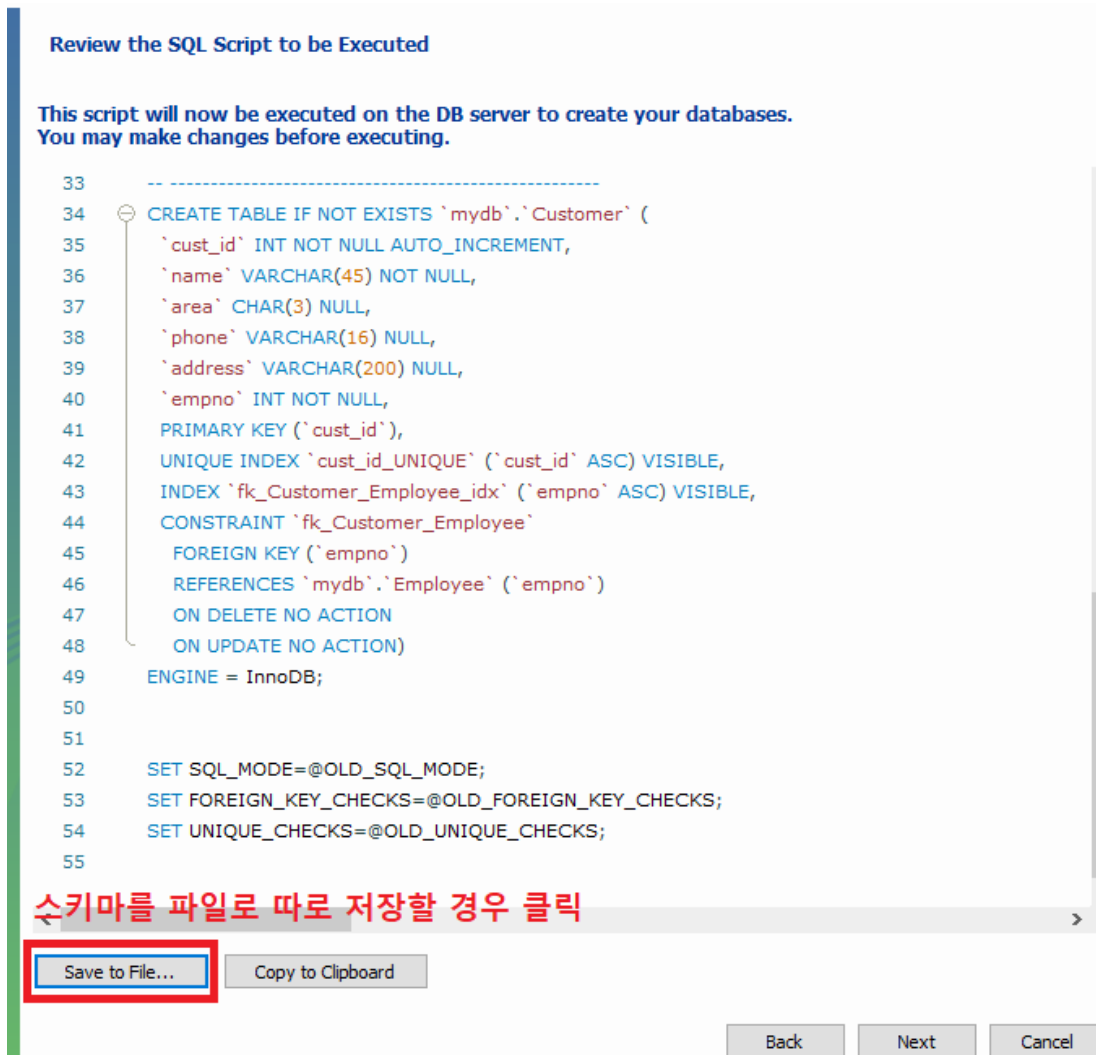 Review the SQL Script to be Executed
This script will now be executed on the DB server to create your databases.
You may make changes before executing.
33 -- ----------------------------------------------------
34 CREATE TABLE IF NOT EXISTS `mydb`.`Customer` (
35 `cust_id` INT NOT NULL AUTO_INCREMENT,
36 `name` VARCHAR(45) NOT NULL,
37 `area` CHAR(3) NULL,
38 `phone` VARCHAR(16) NULL,
39 `address` VARCHAR(200) NULL,
40 `empno` INT NOT NULL,
41 PRIMARY KEY (`cust_id`),
42 UNIQUE INDEX `cust_id_UNIQUE` (`cust_id` ASC) VISIBLE,
43 INDEX `fk_Customer_Employee_idx` (`empno` ASC) VISIBLE,
44 CONSTRAINT `fk_Customer_Employee`
45 FOREIGN KEY (`empno`)
46 REFERENCES `mydb`.`Employee` (`empno`)
47 ON DELETE NO ACTION
48 ON UPDATE NO ACTION)
49 ENGINE = InnoDB;
50
51
52 SET SQL_MODE=@OLD_SQL_MODE;
53 SET FOREIGN_KEY_CHECKS=@OLD_FOREIGN_KEY_CHECKS;
54 SET UNIQUE_CHECKS=@OLD_UNIQUE_CHECKS;
55
스키마를 파일로 따로 저장할 경우 클릭
Save to File... Copy to Clipboard
Back Next Cancel